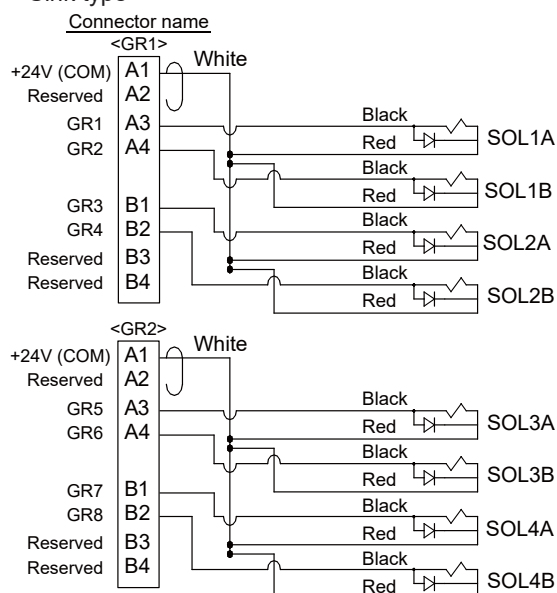 Sink type
Connector name
<GR1>
White
+24V (COM) A1
Reserved A2
GR1 A3 Black
Red SOL1A
GR2 A4 Black
Red SOL1B
GR3 B1 Black
Red SOL2A
GR4 B2 Black
Red SOL2B
Reserved B3
Reserved B4
<GR2>
White
+24V (COM) A1
Reserved A2
GR5 A3 Black
Red SOL3A
GR6 A4 Black
Red SOL3B
GR7 B1 Black
Red SOL4A
GR8 B2 Black
Red SOL4B
Reserved B3
Reserved B4